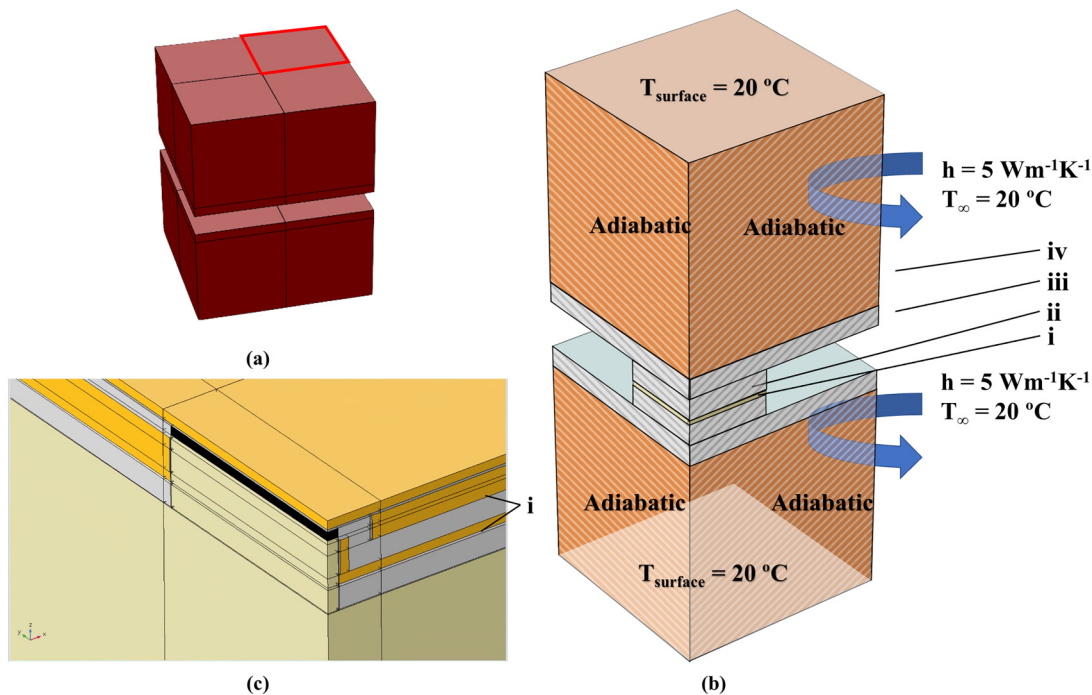 (a)
T_surface = 20 ºC
h = 5 Wm⁻¹K⁻¹
T_∞ = 20 ºC
Adiabatic
Adiabatic
iv
iii
ii
i
h = 5 Wm⁻¹K⁻¹
T_∞ = 20 ºC
Adiabatic
Adiabatic
T_surface = 20 ºC
(b)
i
z
y
x
(c)